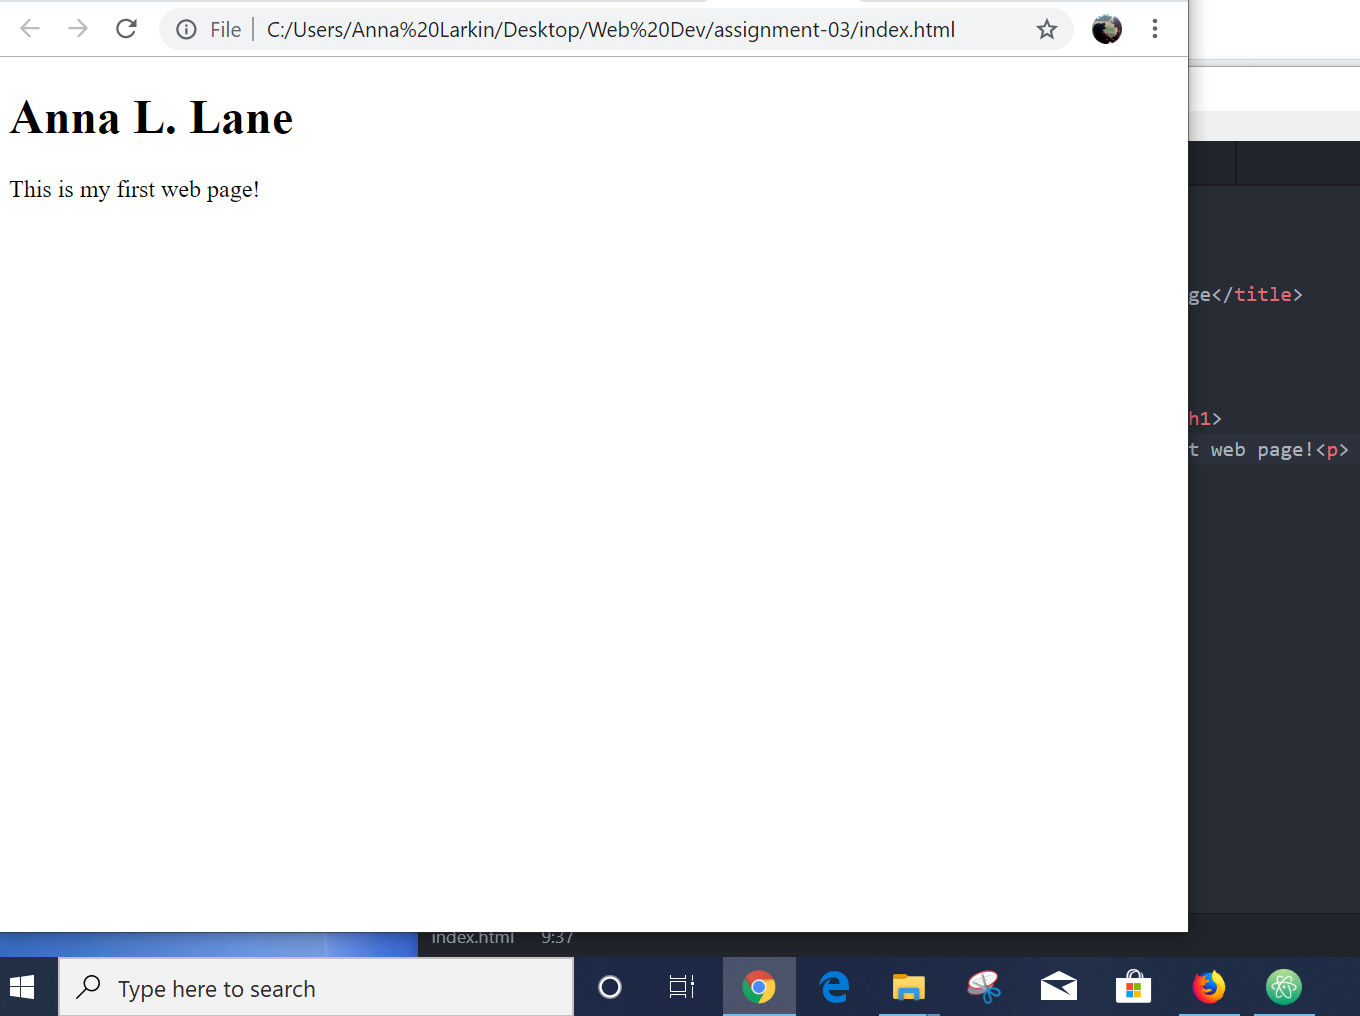 File | C:/Users/Anna%20Larkin/Desktop/Web%20Dev/assignment-03/index.html
Anna L. Lane
This is my first web page!
ge</title>
h1>
t web page!<p>
index.html 9:37
Type here to search